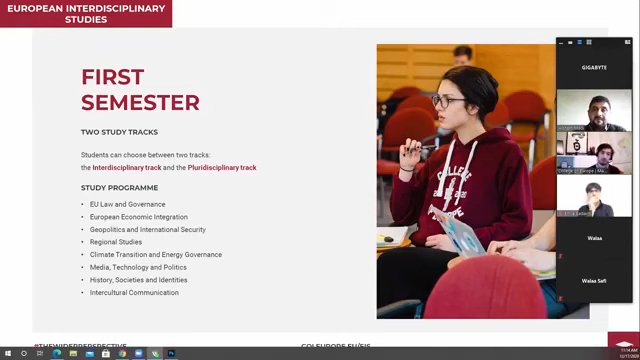 EUROPEAN INTERDISCIPLINARY
STUDIES
FIRST
SEMESTER
TWO STUDY TRACKS
Students can choose between two tracks:
the Interdisciplinary track and the Pluridisciplinary track
STUDY PROGRAMME
• EU Law and Governance
• European Economic Integration
• Geopolitics and International Security
• Regional Studies
• Climate Transition and Energy Governance
• Media, Technology and Politics
• History, Societies and Identities
• Intercultural Communication
GIGABYTE
Walaa
Walaa Safi
#THEWIDERPERSPECTIVE
COLEUROPE.EU/EIS
11:14 AM